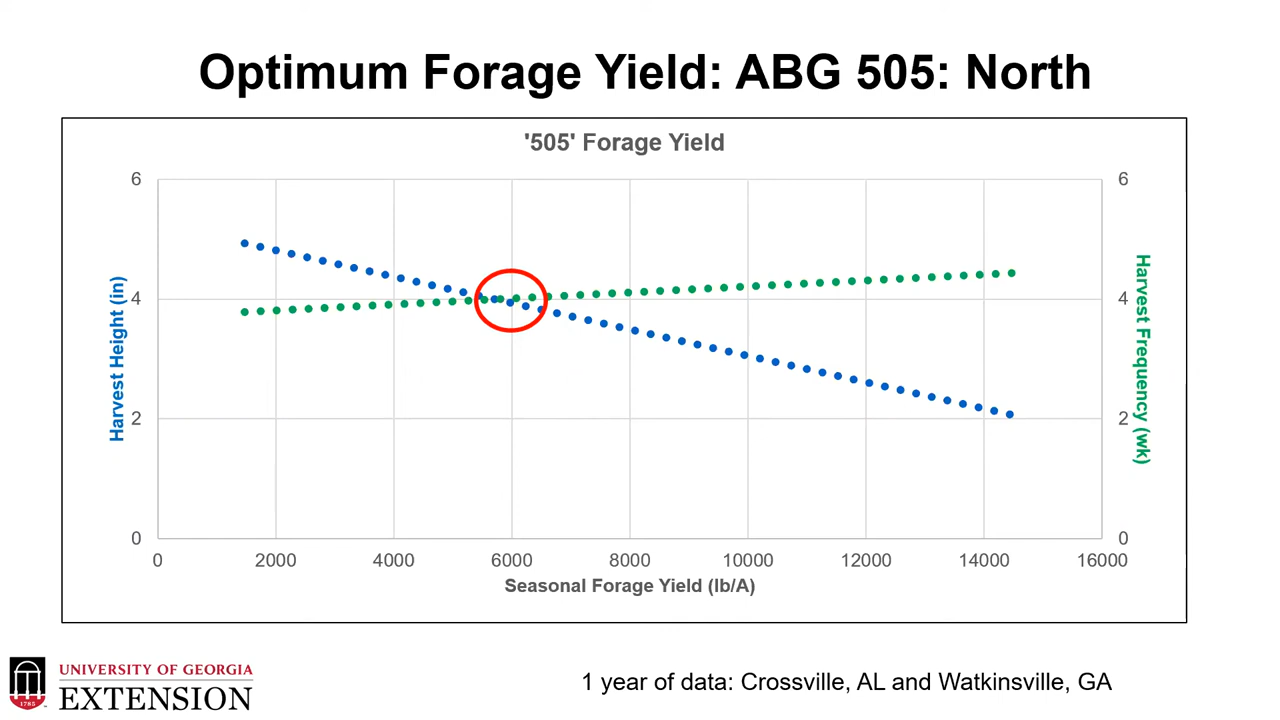 Optimum Forage Yield: ABG 505: North
'505' Forage Yield
6
4
2
0
Harvest Height (in)
6
4
2
0
Harvest Frequency (wk)
0 2000 4000 6000 8000 10000 12000 14000 16000
Seasonal Forage Yield (lb/A)
1785
UNIVERSITY OF GEORGIA
EXTENSION
1 year of data: Crossville, AL and Watkinsville, GA